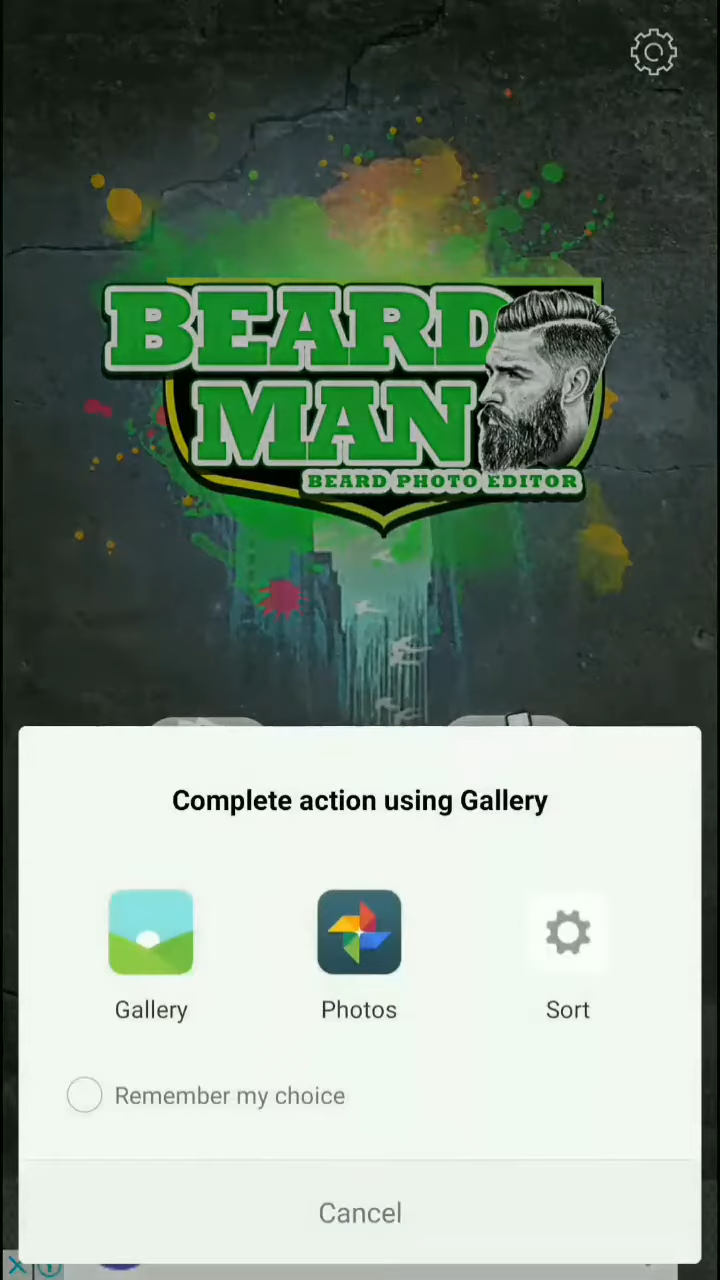 BEARD
MAN
BEARD PHOTO EDITOR
Complete action using Gallery
Gallery
Photos
Sort
Remember my choice
Cancel